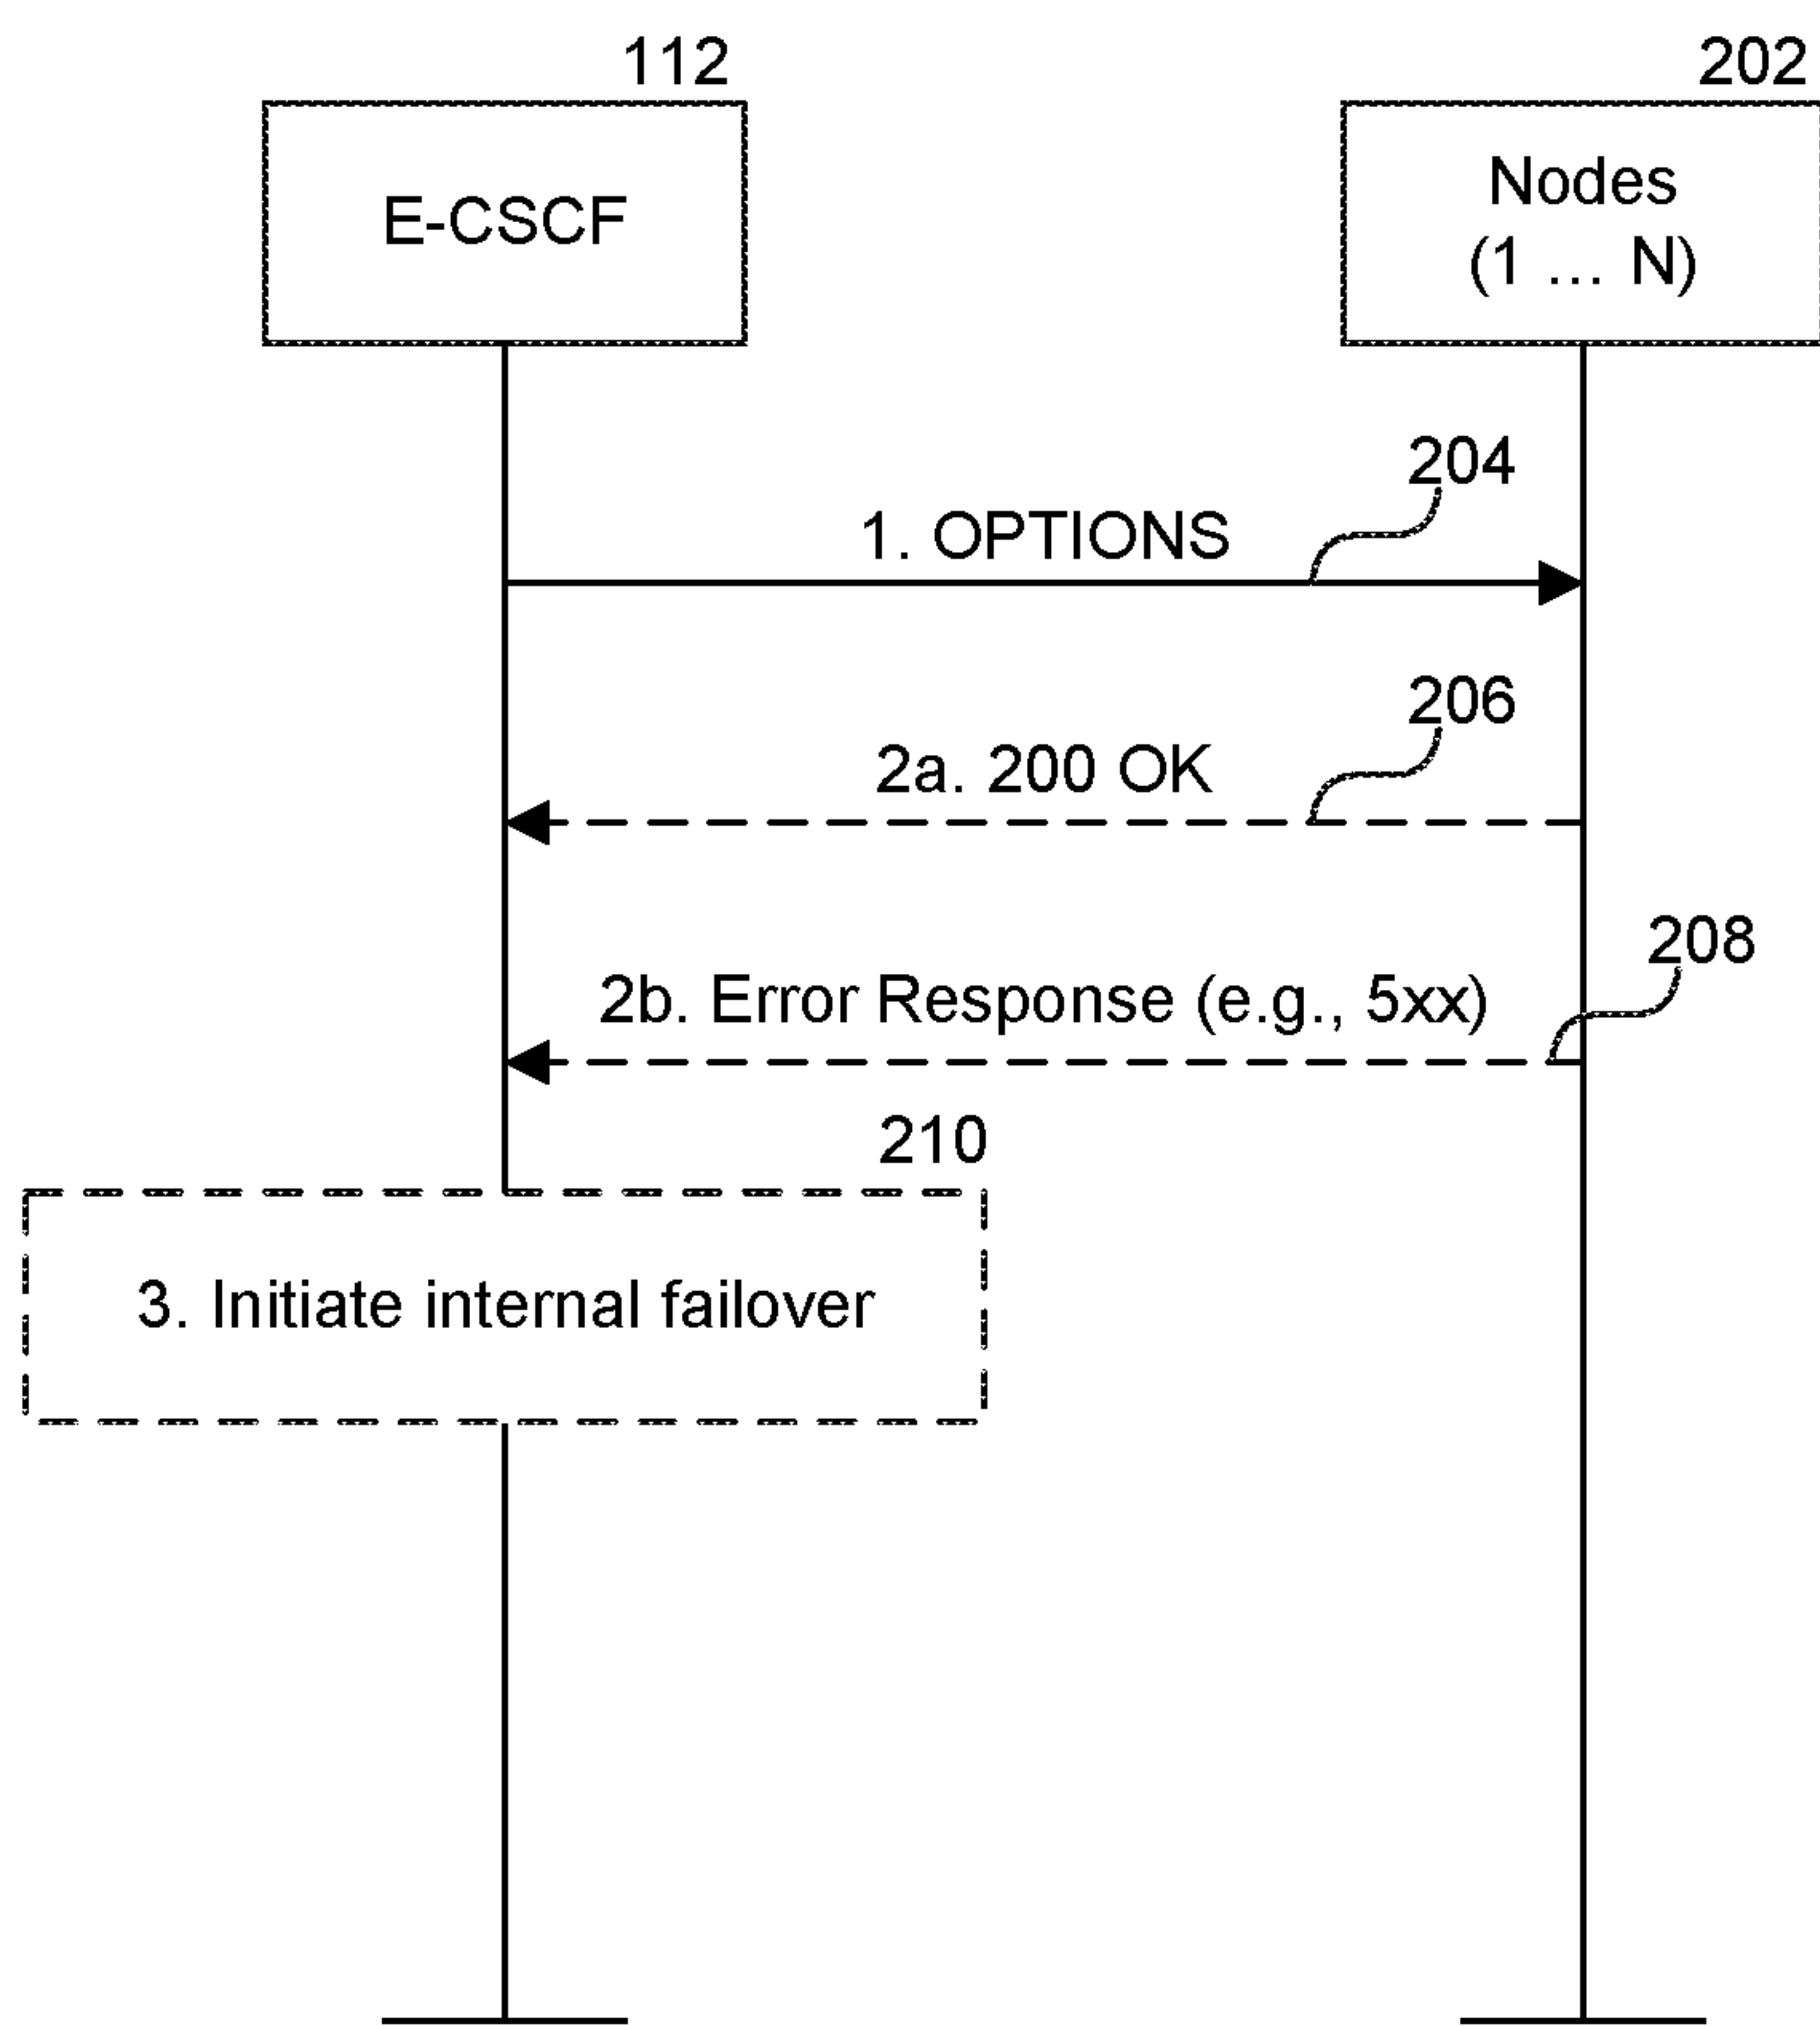 112
202
E-CSCF
Nodes
(1 ... N)
204
1. OPTIONS
206
2a. 200 OK
208
2b. Error Response (e.g., 5xx)
210
3. Initiate internal failover